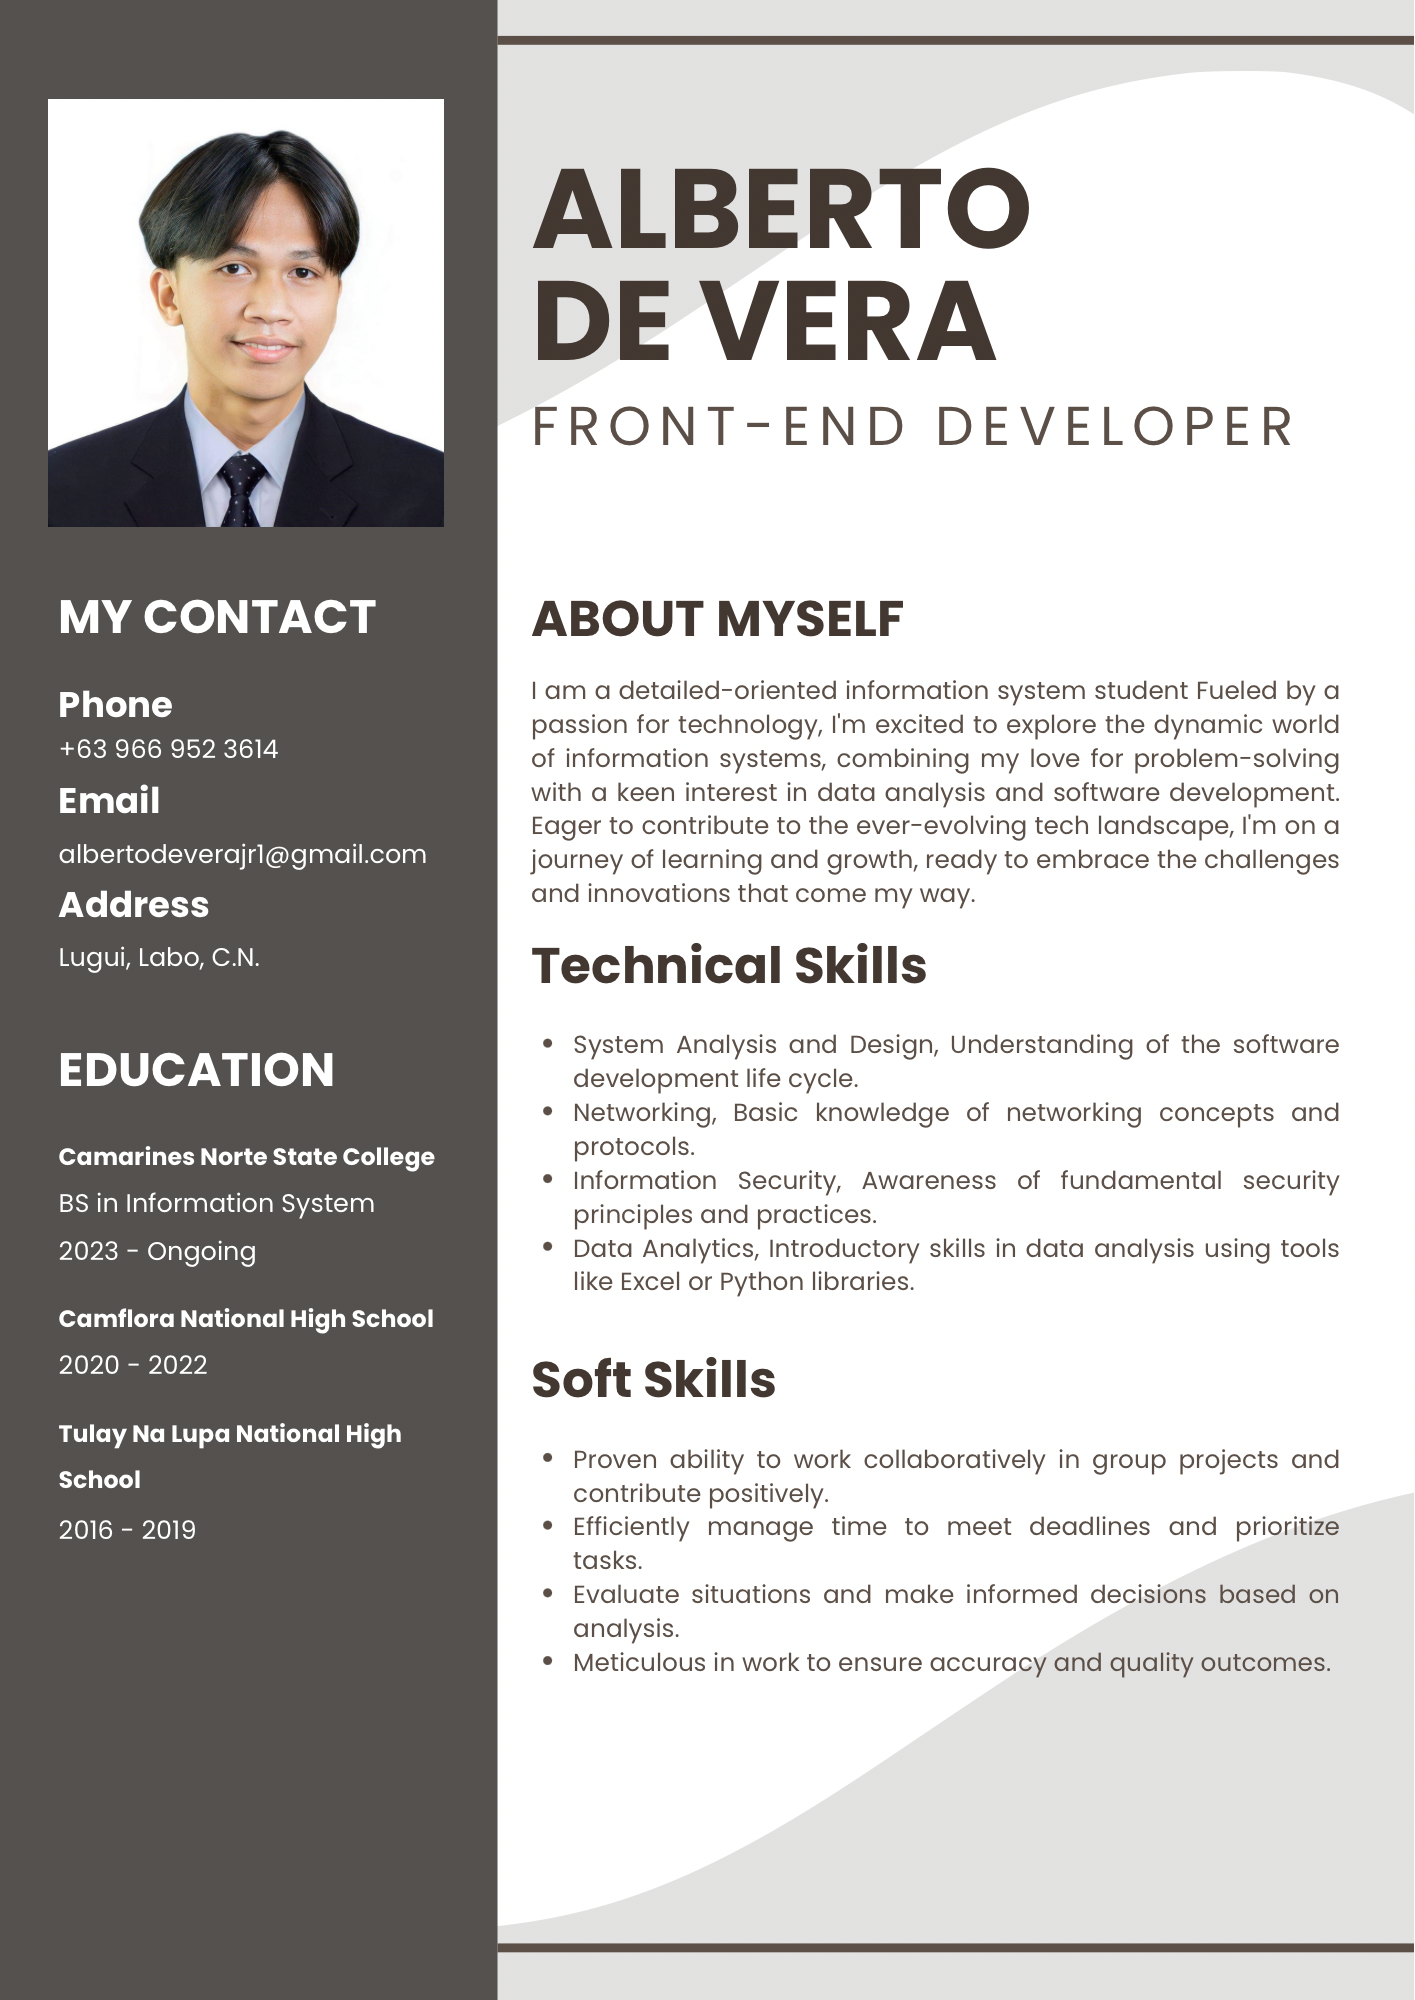 ALBERTO
DE VERA
FRONT-END DEVELOPER
MY CONTACT
Phone
+63 966 952 3614
Email
albertodeverajr1@gmail.com
Address
Lugui, Labo, C.N.
EDUCATION
Camarines Norte State College
BS in Information System
2023 - Ongoing
Camflora National High School
2020 - 2022
Tulay Na Lupa National High
School
2016 - 2019
ABOUT MYSELF
I am a detailed-oriented information system student Fueled by a
passion for technology, I'm excited to explore the dynamic world
of information systems, combining my love for problem-solving
with a keen interest in data analysis and software development.
Eager to contribute to the ever-evolving tech landscape, I'm on a
journey of learning and growth, ready to embrace the challenges
and innovations that come my way.
Technical Skills
• System Analysis and Design, Understanding of the software
development life cycle.
• Networking, Basic knowledge of networking concepts and
protocols.
• Information Security, Awareness of fundamental security
principles and practices.
• Data Analytics, Introductory skills in data analysis using tools
like Excel or Python libraries.
Soft Skills
• Proven ability to work collaboratively in group projects and
contribute positively.
• Efficiently manage time to meet deadlines and prioritize
tasks.
• Evaluate situations and make informed decisions based on
analysis.
• Meticulous in work to ensure accuracy and quality outcomes.